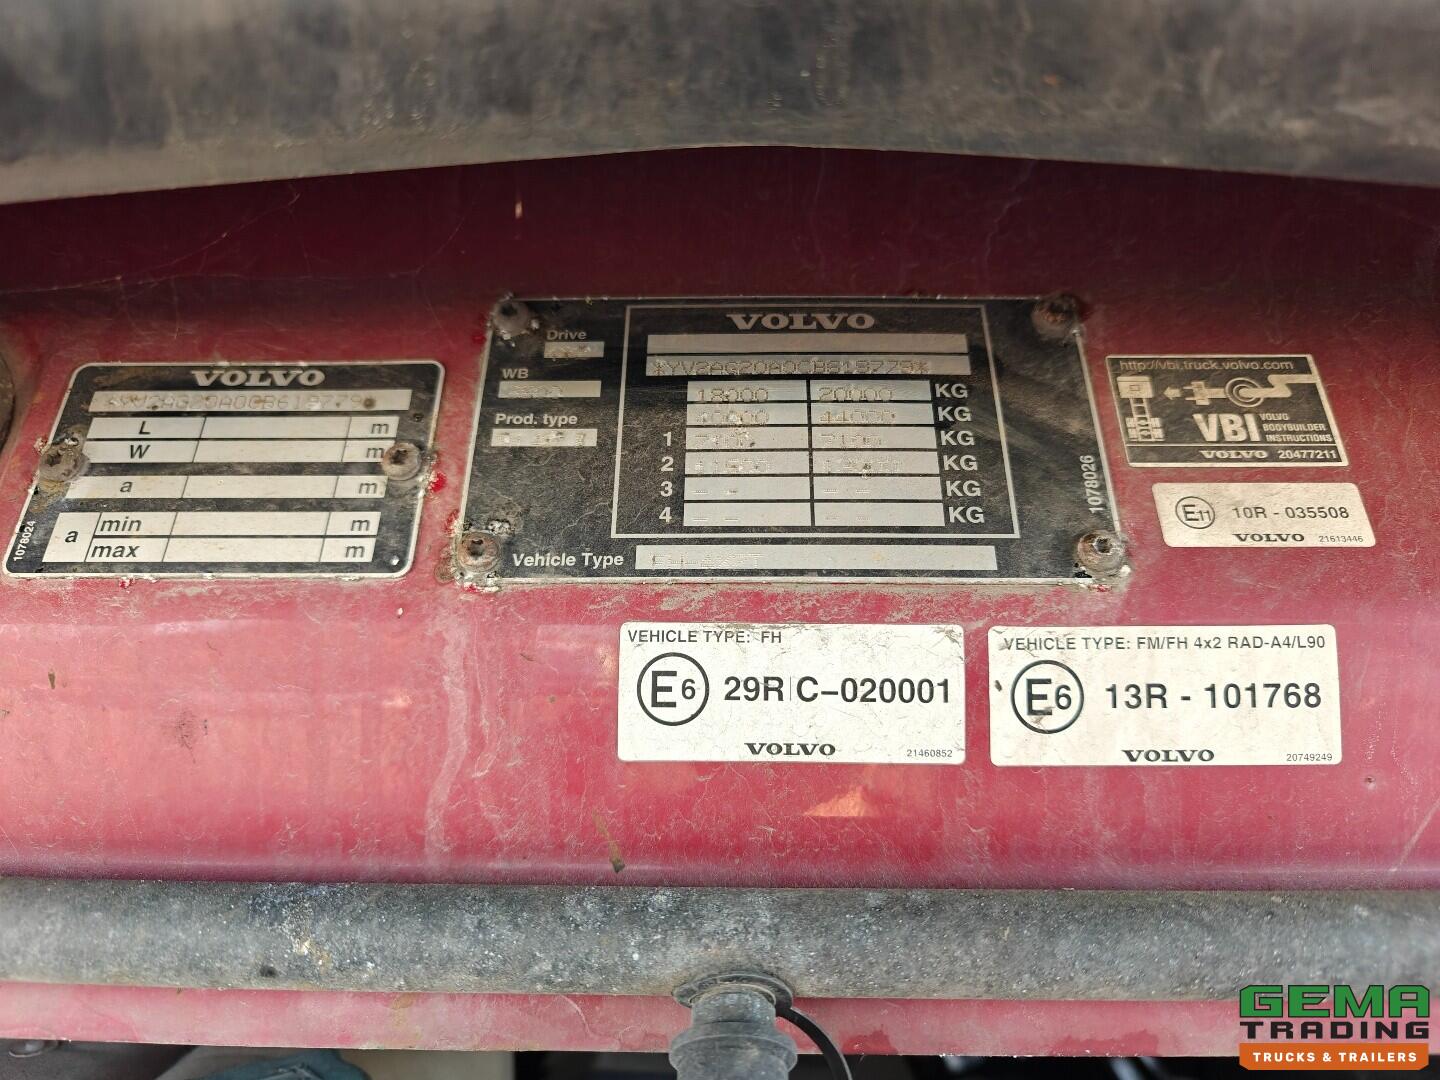 VOLVO
L m
W m
a m
a min m
max m
1078024
VOLVO
Drive
WB
Prod. type
18000 20000 KG
44000 KG
1 KG
2 KG
3 -- -- KG
4 -- -- KG
Vehicle Type
1078026
http://vbi.truck.volvo.com
VBI VOLVO BODYBUILDER INSTRUCTIONS
VOLVO 20477211
E11 10R - 035508
VOLVO 21613446
VEHICLE TYPE: FH
E6 29R C-020001
VOLVO 21460852
VEHICLE TYPE: FM/FH 4x2 RAD-A4/L90
E6 13R - 101768
VOLVO 20749249
GEMA
TRADING
TRUCKS & TRAILERS